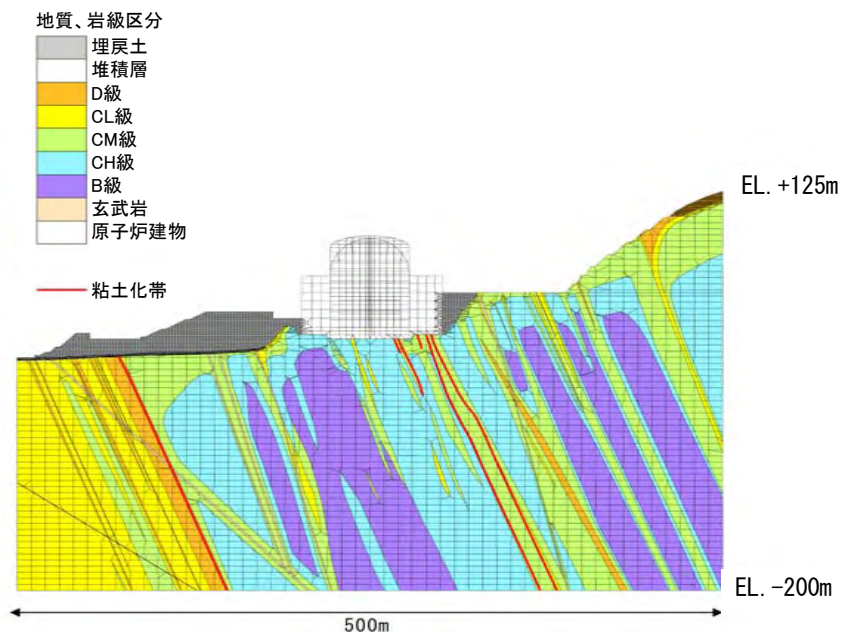 地質、岩級区分
埋戻土
堆積層
D級
CL級
CM級
CH級
B級
玄武岩
原子炉建物
粘土化帯
EL. +125m
EL. -200m
500m